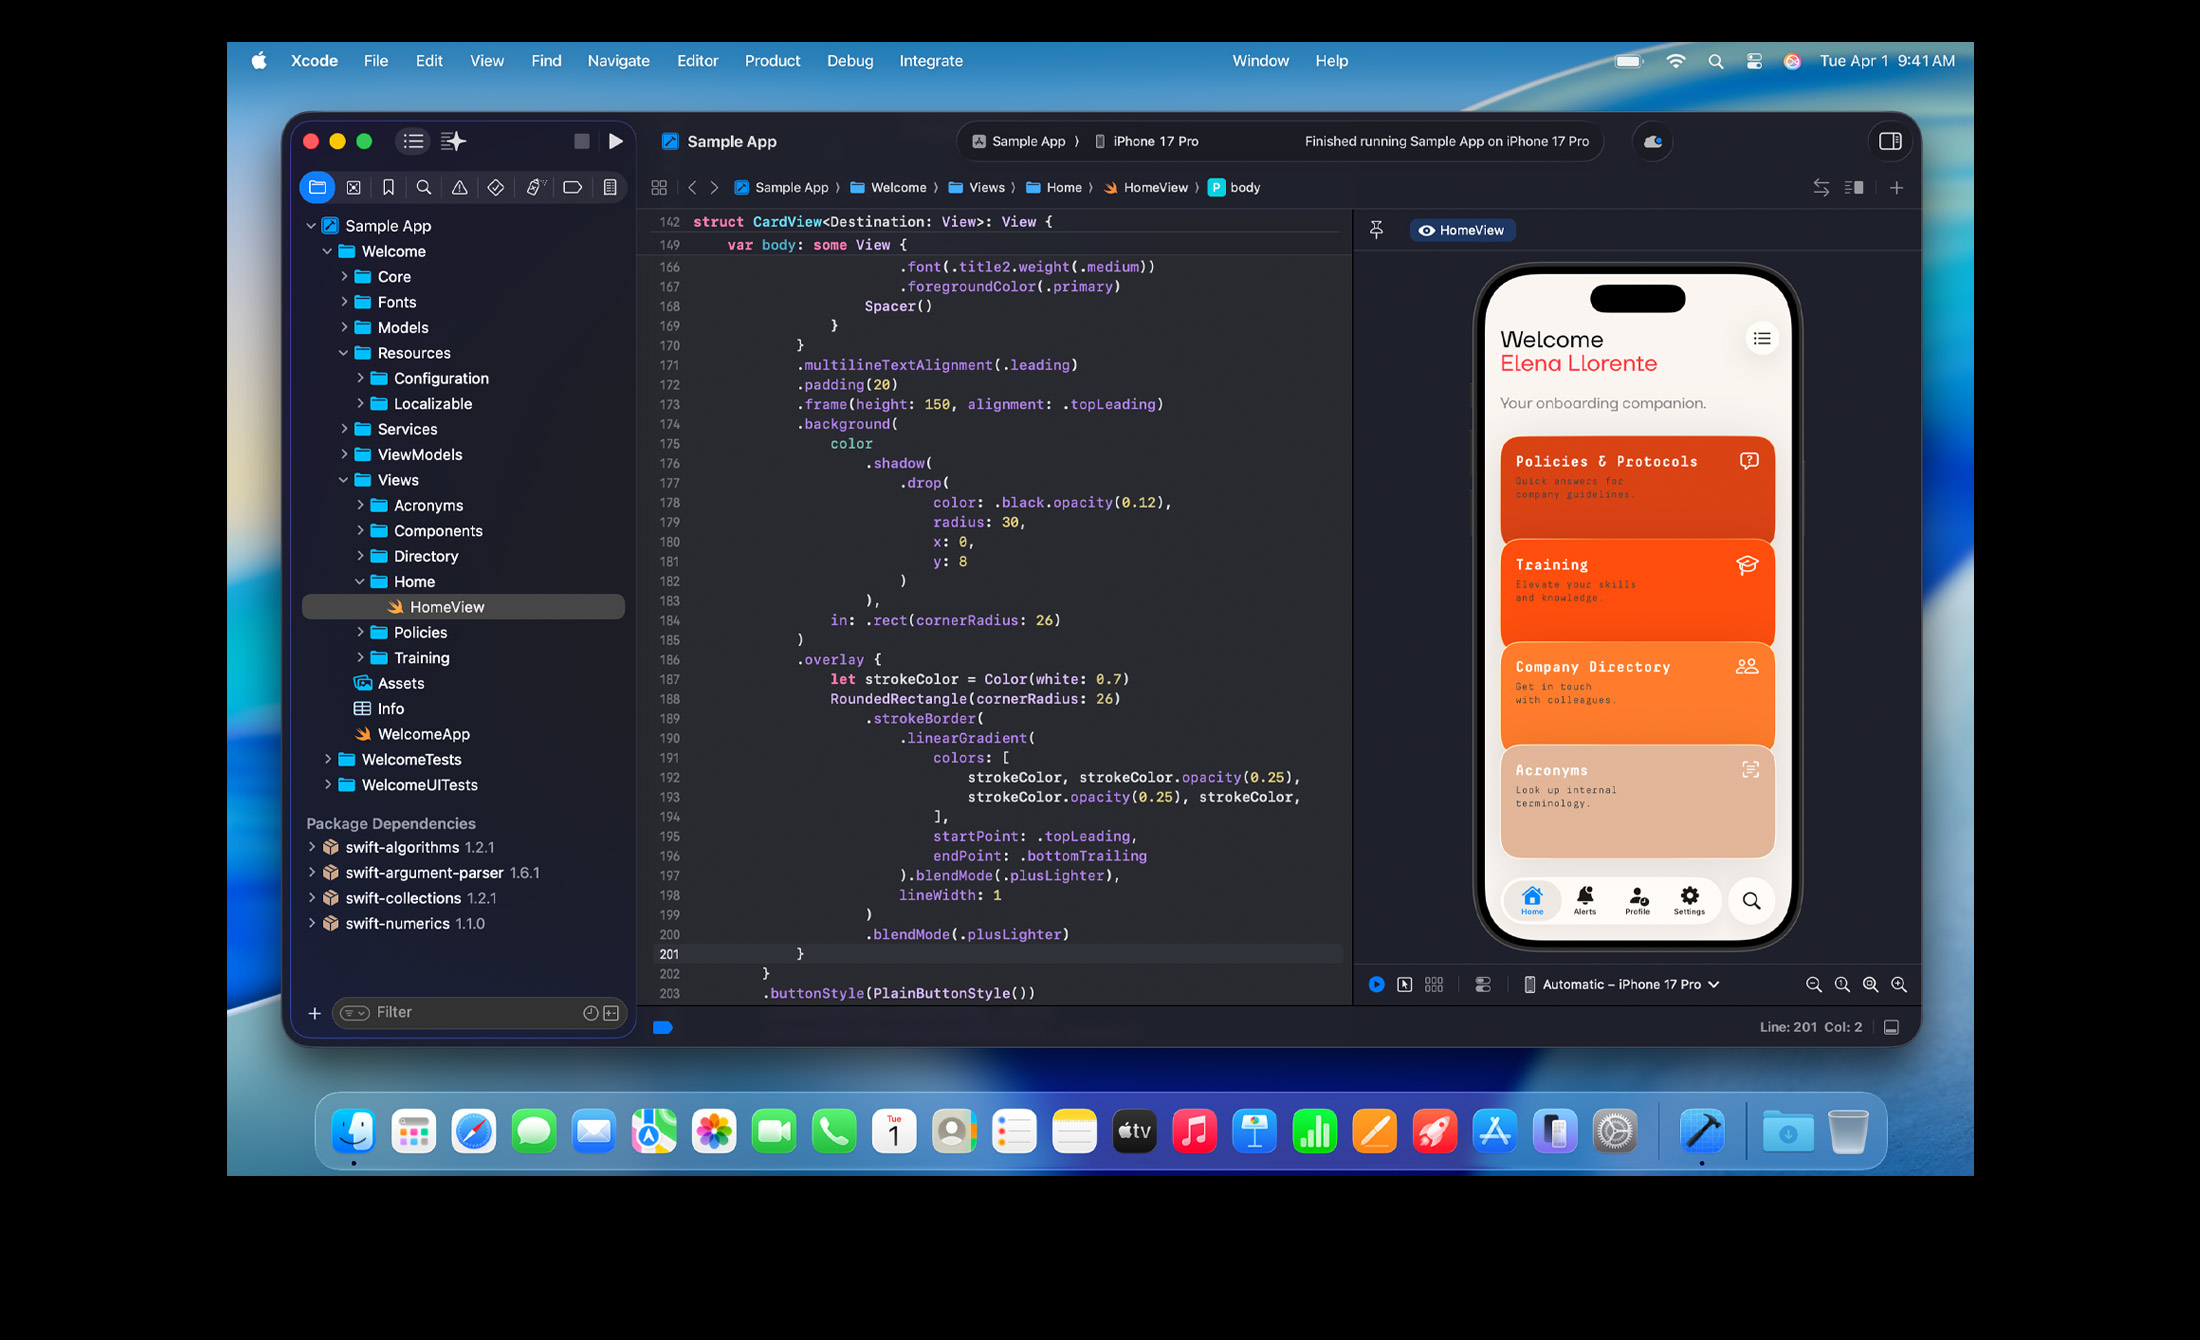 Xcode File Edit View Find Navigate Editor Product Debug Integrate Window Help Tue Apr 1 9:41 AM
Sample App
Sample App 〉 iPhone 17 Pro
Finished running Sample App on iPhone 17 Pro
Sample App 〉 Welcome 〉 Views 〉 Home 〉 HomeView 〉 P body
Sample App
Welcome
Core
Fonts
Models
Resources
Configuration
Localizable
Services
ViewModels
Views
Acronyms
Components
Directory
Home
HomeView
Policies
Training
Assets
Info
WelcomeApp
WelcomeTests
WelcomeUITests
Package Dependencies
swift-algorithms 1.2.1
swift-argument-parser 1.6.1
swift-collections 1.2.1
swift-numerics 1.1.0
Filter
142 struct CardView<Destination: View>: View {
149 var body: some View {
166 .font(.title2.weight(.medium))
167 .foregroundColor(.primary)
168 Spacer()
169 }
170 }
171 .multilineTextAlignment(.leading)
172 .padding(20)
173 .frame(height: 150, alignment: .topLeading)
174 .background(
175 color
176 .shadow(
177 .drop(
178 color: .black.opacity(0.12),
179 radius: 30,
180 x: 0,
181 y: 8
182 )
183 ),
184 in: .rect(cornerRadius: 26)
185 )
186 .overlay {
187 let strokeColor = Color(white: 0.7)
188 RoundedRectangle(cornerRadius: 26)
189 .strokeBorder(
190 .linearGradient(
191 colors: [
192 strokeColor, strokeColor.opacity(0.25),
193 strokeColor.opacity(0.25), strokeColor,
194 ],
195 startPoint: .topLeading,
196 endPoint: .bottomTrailing
197 ).blendMode(.plusLighter),
198 lineWidth: 1
199 )
200 .blendMode(.plusLighter)
201 }
202 }
203 .buttonStyle(PlainButtonStyle())
HomeView
Welcome
Elena Llorente
Your onboarding companion.
Policies & Protocols
Quick answers for
company guidelines.
Training
Elevate your skills
and knowledge.
Company Directory
Get in touch
with colleagues.
Acronyms
Look up internal
terminology.
Home Alerts Profile Settings
Automatic – iPhone 17 Pro
Line: 201 Col: 2
Tue
1
tv